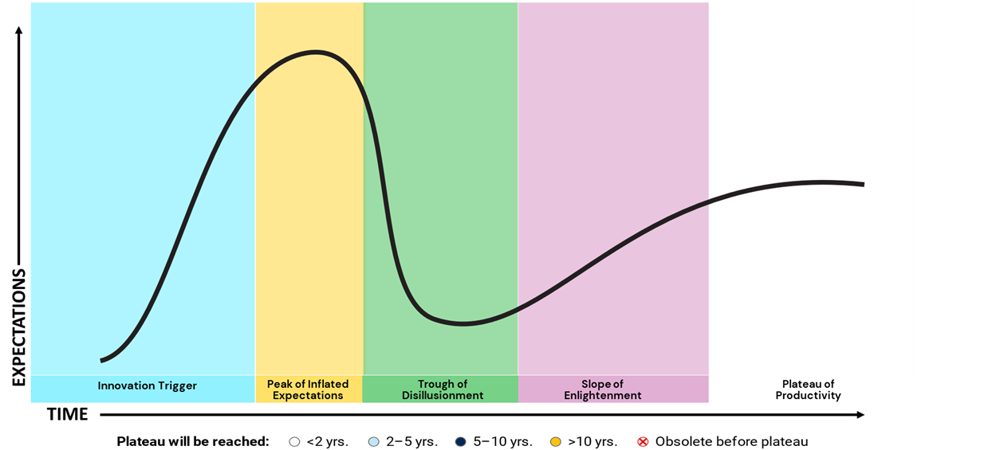 EXPECTATIONS
Innovation Trigger
Peak of Inflated
Expectations
Trough of
Disillusionment
Slope of
Enlightenment
Plateau of
Productivity
TIME
Plateau will be reached: <2 yrs. 2–5 yrs. 5–10 yrs. >10 yrs. Obsolete before plateau